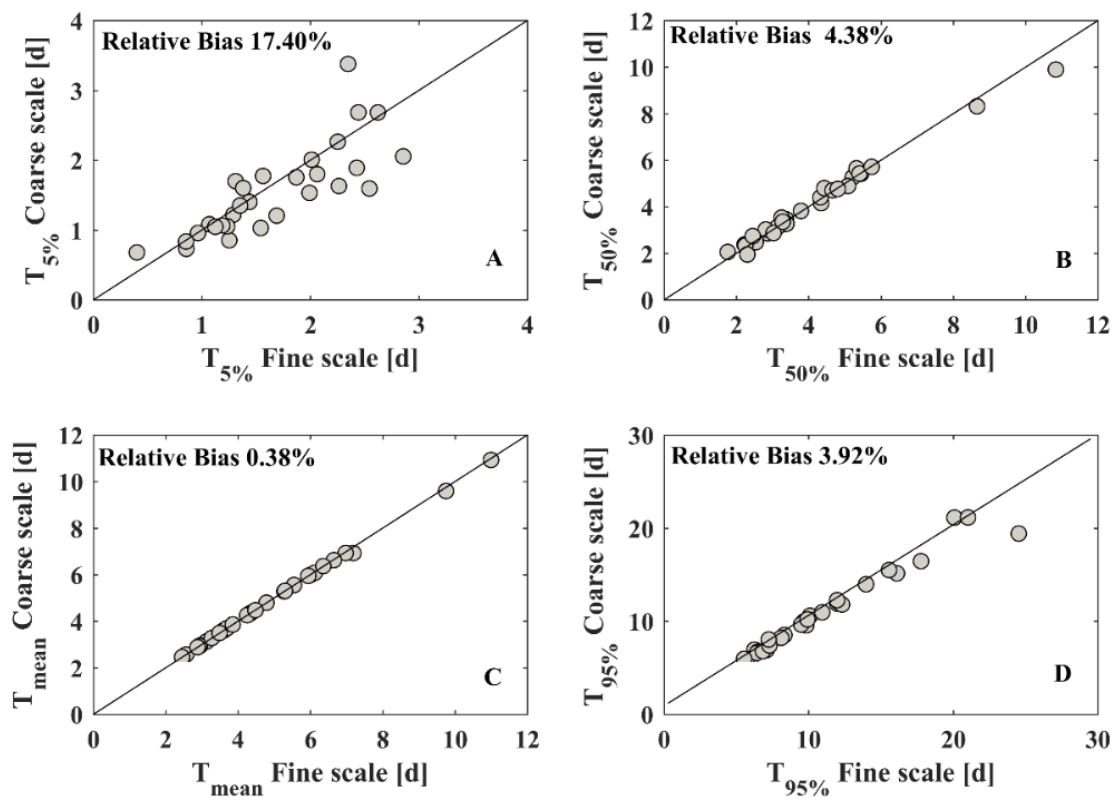 Relative Bias 17.40%
4
3
2
1
0
T5% Coarse scale [d]
A
0 1 2 3 4
T5% Fine scale [d]
Relative Bias 4.38%
12
10
8
6
4
2
0
T50% Coarse scale [d]
B
0 2 4 6 8 10 12
T50% Fine scale [d]
Relative Bias 0.38%
12
10
8
6
4
2
0
Tmean Coarse scale [d]
C
0 2 4 6 8 10 12
Tmean Fine scale [d]
Relative Bias 3.92%
30
20
10
0
T95% Coarse scale [d]
D
0 10 20 30
T95% Fine scale [d]